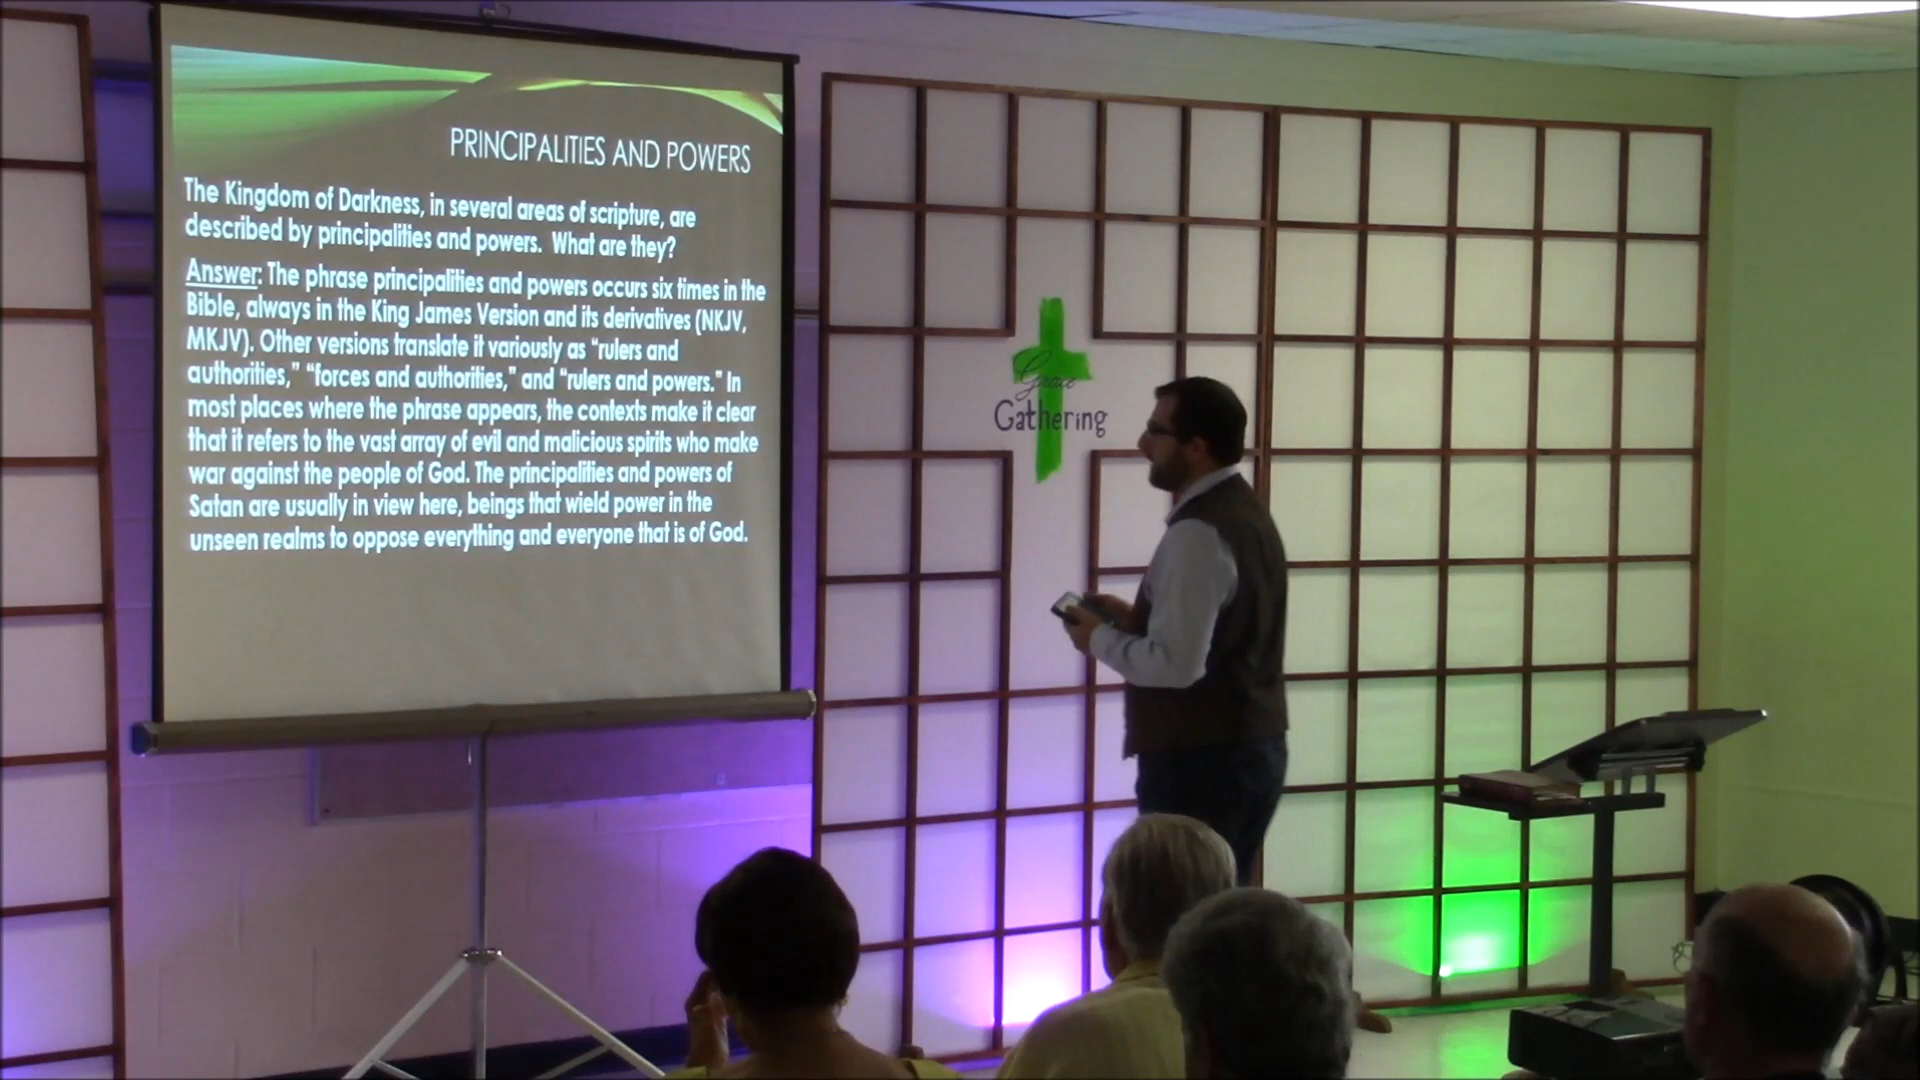 PRINCIPALITIES AND POWERS
The Kingdom of Darkness, in several areas of scripture, are
described by principalities and powers. What are they?
Answer: The phrase principalities and powers occurs six times in the
Bible, always in the King James Version and its derivatives (NKJV,
MKJV). Other versions translate it variously as “rulers and
authorities,” “forces and authorities,” and “rulers and powers.” In
most places where the phrase appears, the contexts make it clear
that it refers to the vast array of evil and malicious spirits who make
war against the people of God. The principalities and powers of
Satan are usually in view here, beings that wield power in the
unseen realms to oppose everything and everyone that is of God.
Grace
Gathering